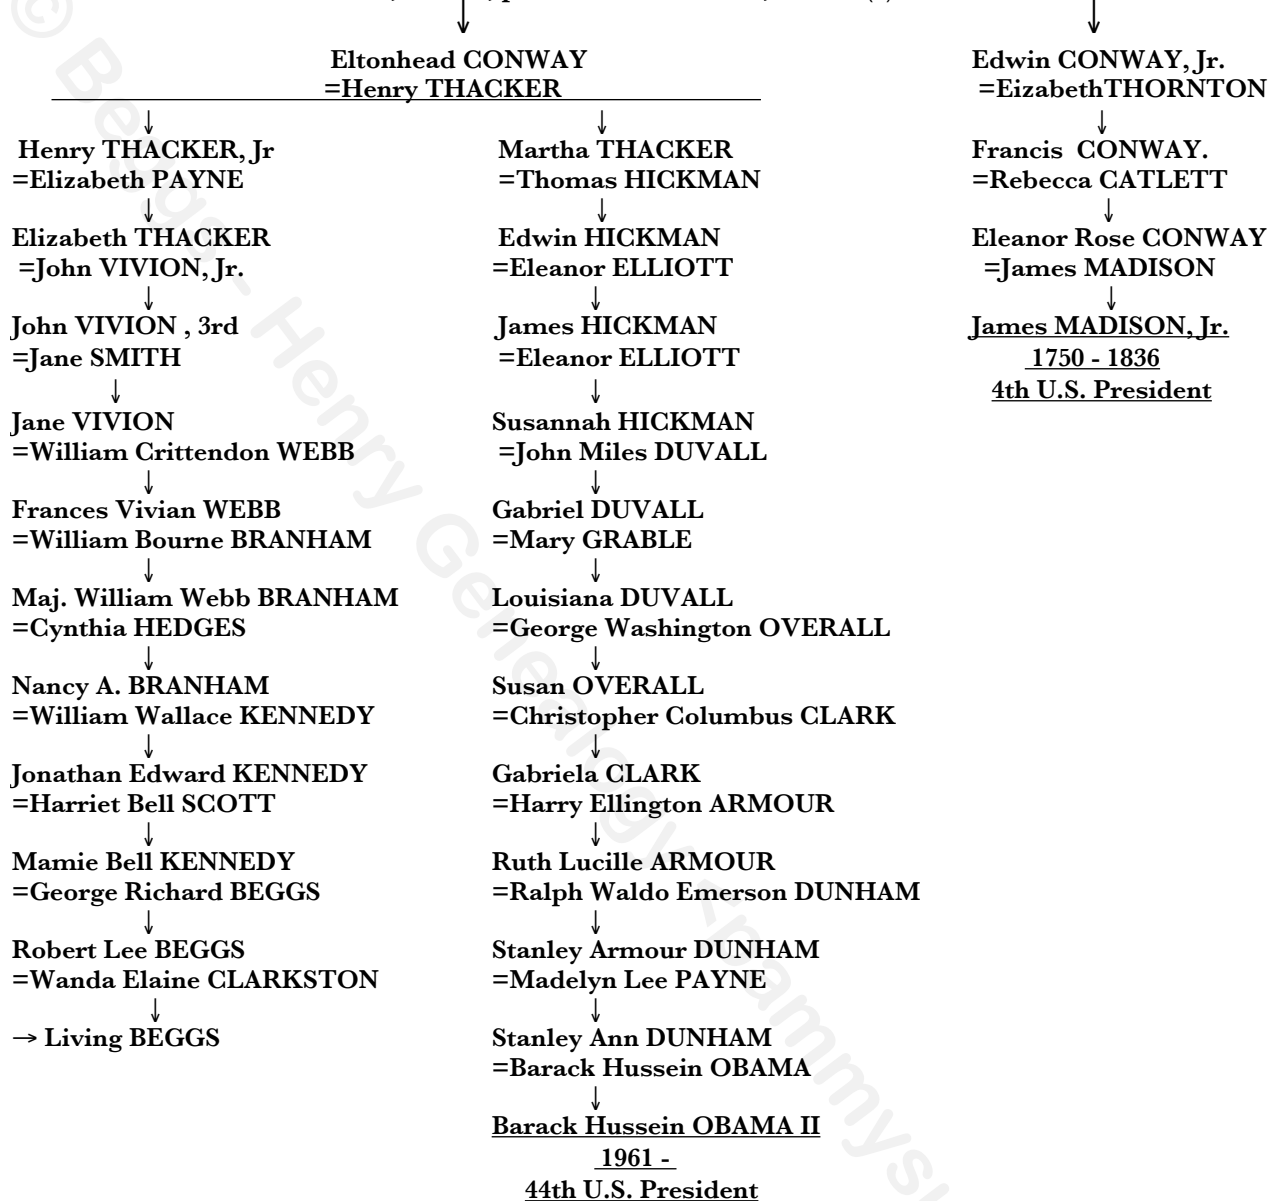 Eltonhead CONWAY
=Henry THACKER
Henry THACKER, Jr
=Elizabeth PAYNE
Elizabeth THACKER
=John VIVION, Jr.
John VIVION , 3rd
=Jane SMITH
Jane VIVION
=William Crittendon WEBB
Frances Vivian WEBB
=William Bourne BRANHAM
Maj. William Webb BRANHAM
=Cynthia HEDGES
Nancy A. BRANHAM
=William Wallace KENNEDY
Jonathan Edward KENNEDY
=Harriet Bell SCOTT
Mamie Bell KENNEDY
=George Richard BEGGS
Robert Lee BEGGS
=Wanda Elaine CLARKSTON
→ Living BEGGS
Martha THACKER
=Thomas HICKMAN
Edwin HICKMAN
=Eleanor ELLIOTT
James HICKMAN
=Eleanor ELLIOTT
Susannah HICKMAN
=John Miles DUVALL
Gabriel DUVALL
=Mary GRABLE
Louisiana DUVALL
=George Washington OVERALL
Susan OVERALL
=Christopher Columbus CLARK
Gabriela CLARK
=Harry Ellington ARMOUR
Ruth Lucille ARMOUR
=Ralph Waldo Emerson DUNHAM
Stanley Armour DUNHAM
=Madelyn Lee PAYNE
Stanley Ann DUNHAM
=Barack Hussein OBAMA
Barack Hussein OBAMA II
1961 -
44th U.S. President
Edwin CONWAY, Jr.
=EizabethTHORNTON
Francis CONWAY.
=Rebecca CATLETT
Eleanor Rose CONWAY
=James MADISON
James MADISON, Jr.
1750 - 1836
4th U.S. President
© Beggs - Henry Genealogy